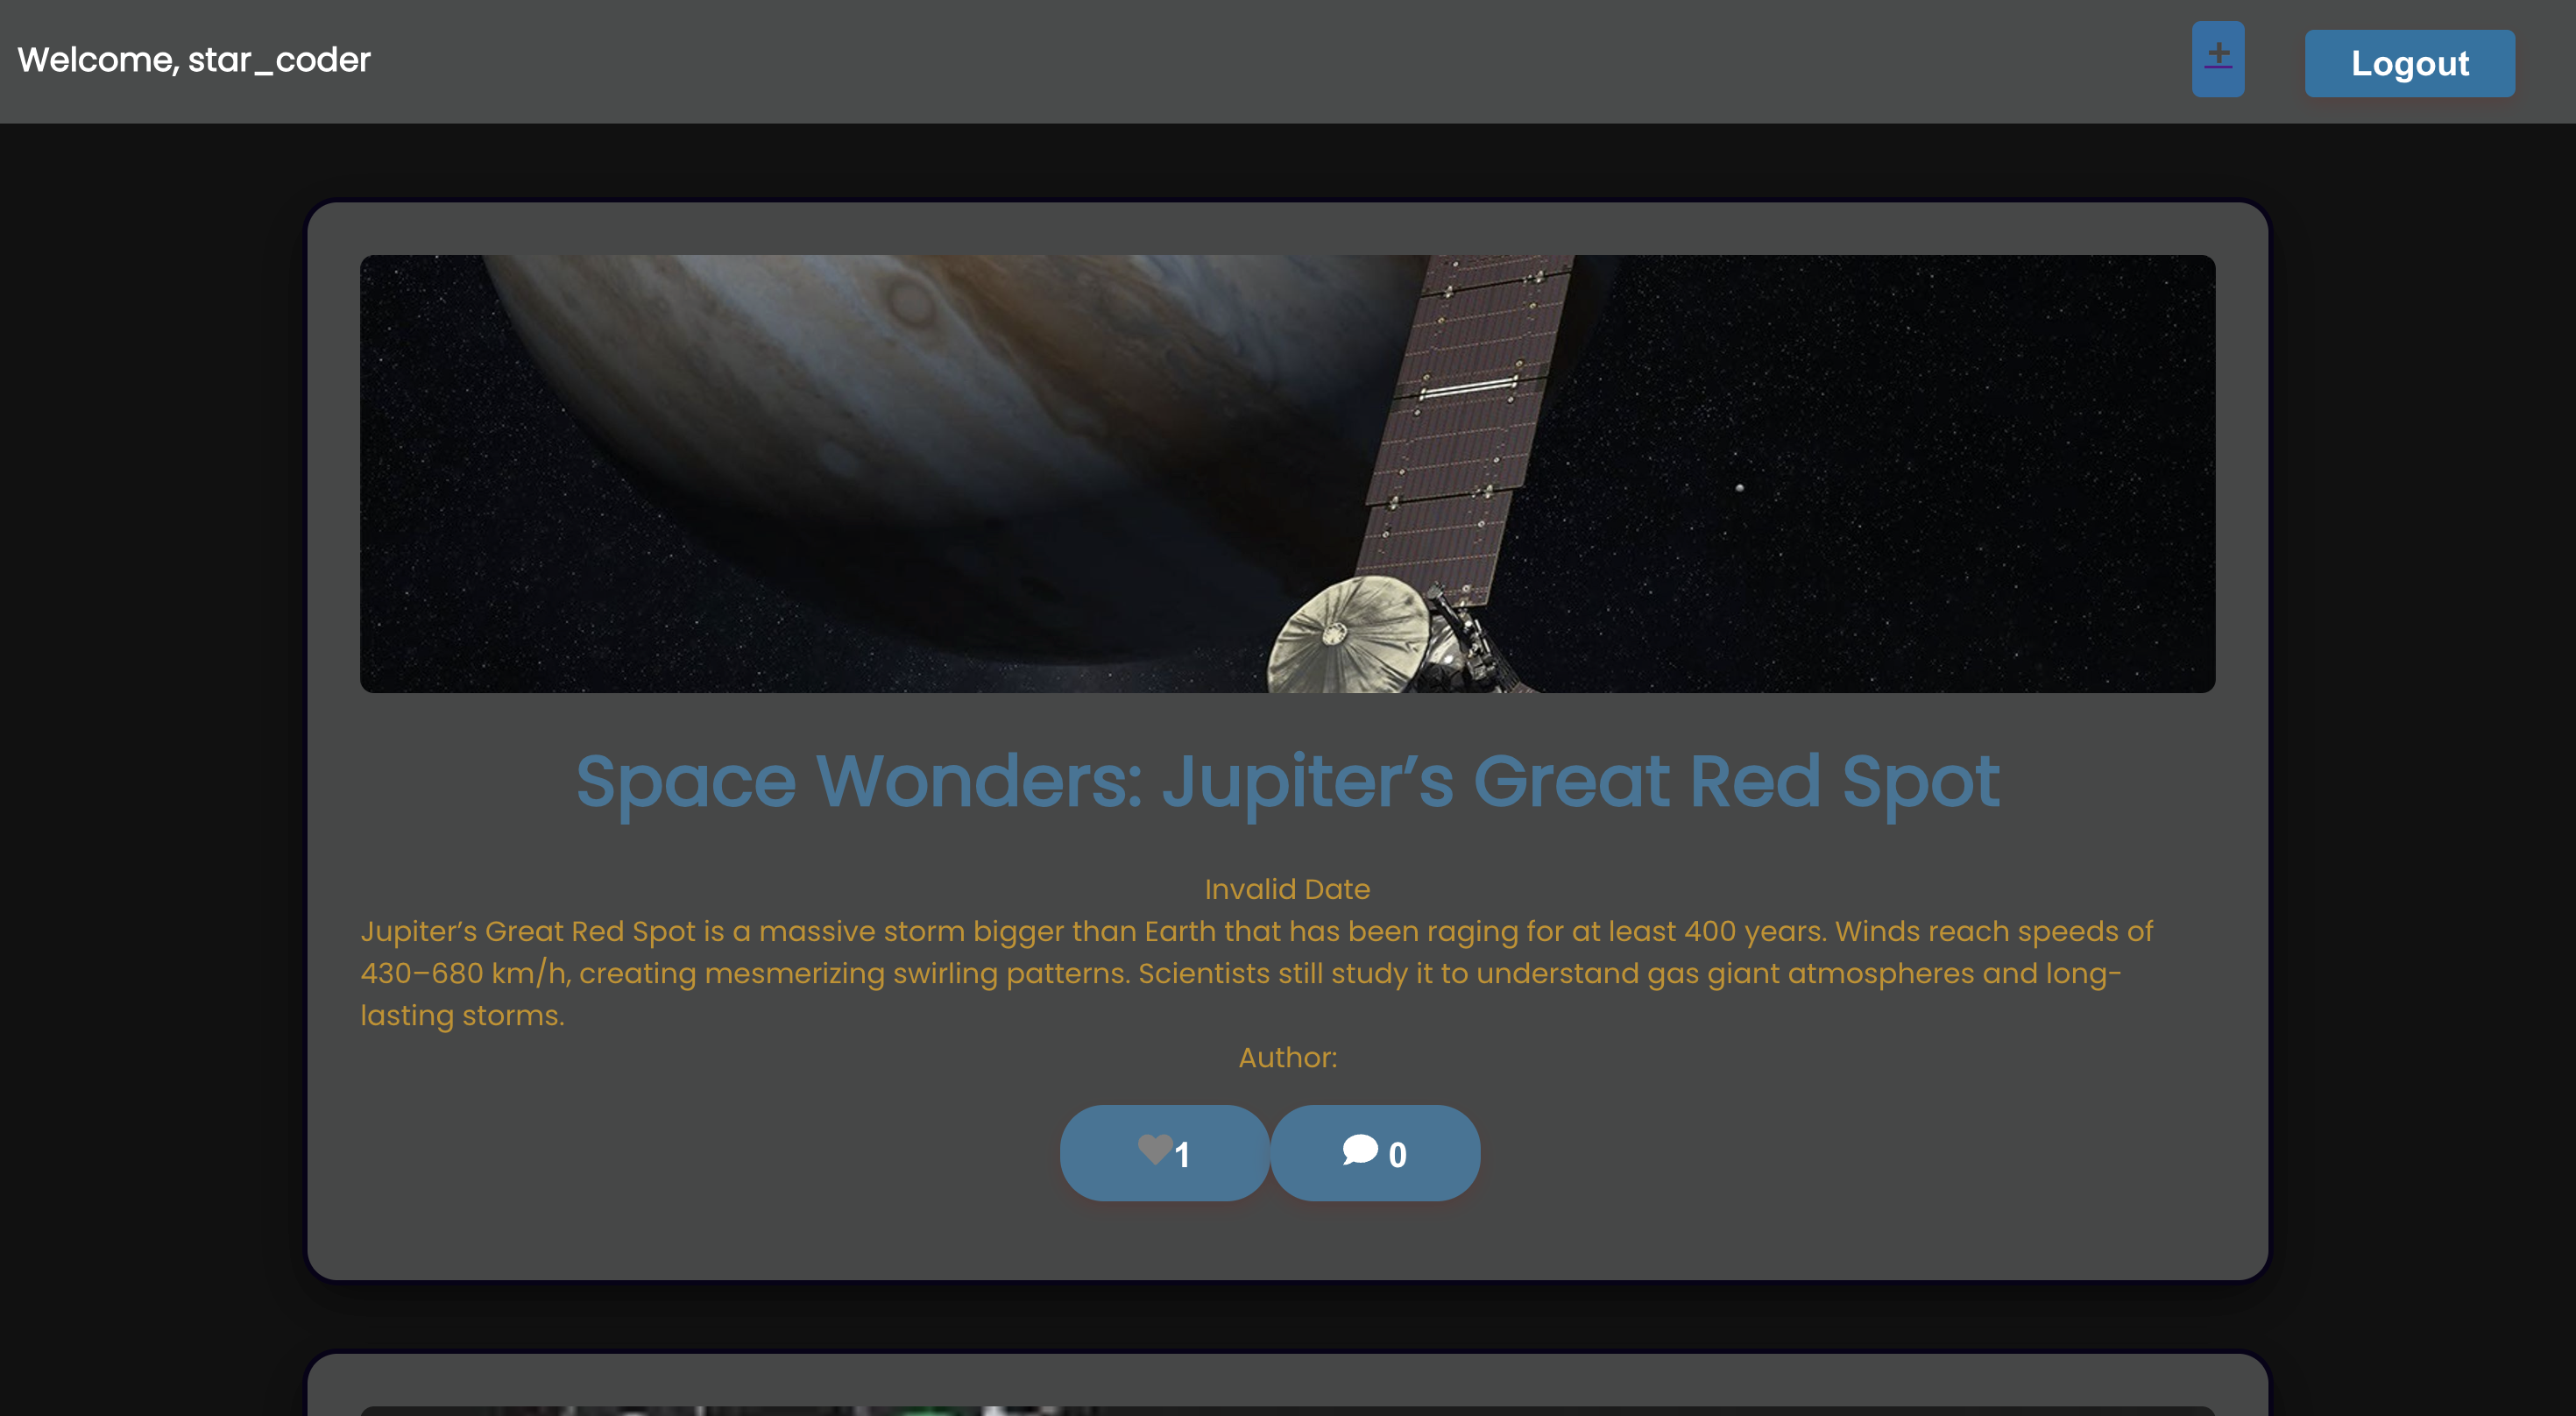 Welcome, star_coder
+
Logout
Space Wonders: Jupiter’s Great Red Spot
Invalid Date
Jupiter’s Great Red Spot is a massive storm bigger than Earth that has been raging for at least 400 years. Winds reach speeds of
430–680 km/h, creating mesmerizing swirling patterns. Scientists still study it to understand gas giant atmospheres and long-
lasting storms.
Author:
1
0